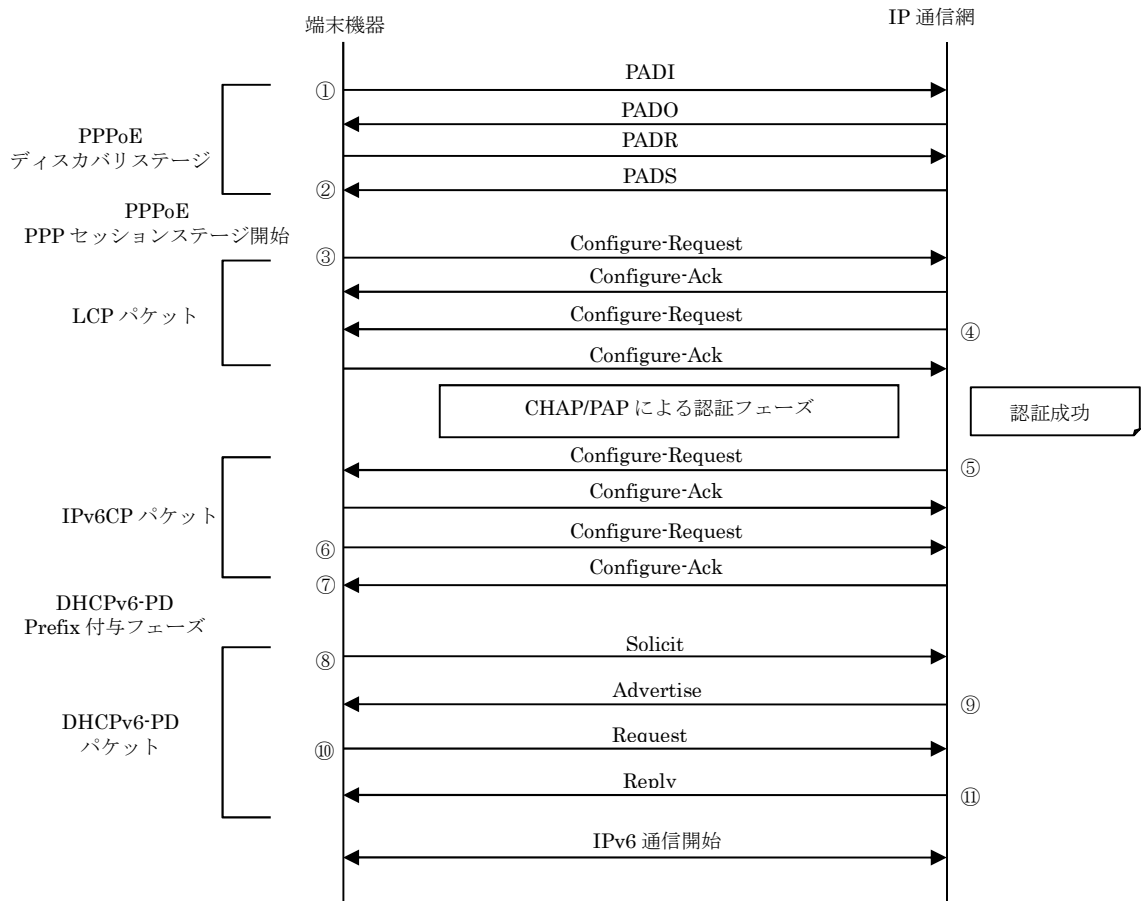 端末機器
IP 通信網
① PADI
PADO
PPPoE
ディスカバリステージ
PADR
② PADS
PPPoE
PPP セッションステージ開始
③ Configure-Request
Configure-Ack
LCP パケット
Configure-Request ④
Configure-Ack
CHAP/PAP による認証フェーズ
認証成功
Configure-Request ⑤
Configure-Ack
IPv6CP パケット
⑥ Configure-Request
⑦ Configure-Ack
DHCPv6-PD
Prefix 付与フェーズ
⑧ Solicit
Advertise ⑨
DHCPv6-PD
パケット
⑩ Request
Reply ⑪
IPv6 通信開始